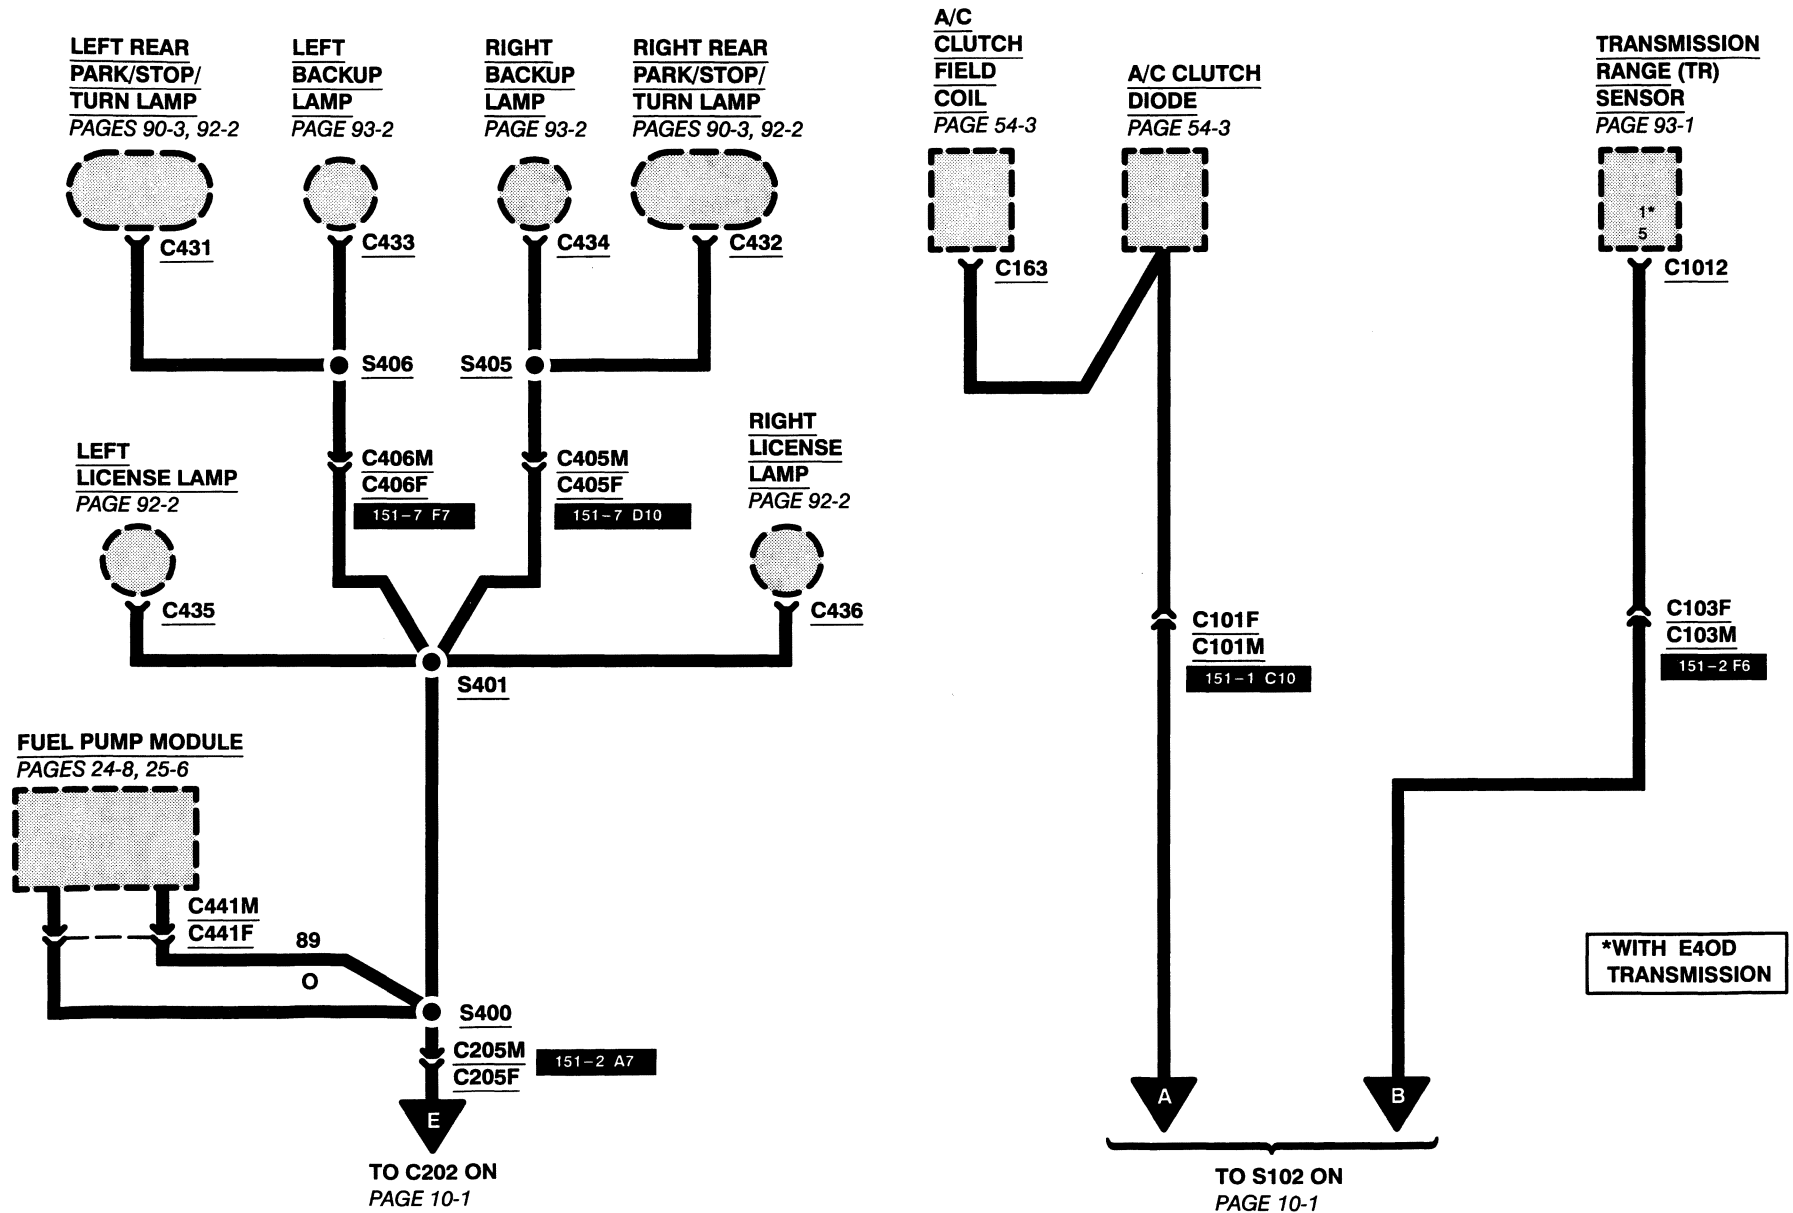 LEFT REAR
PARK/STOP/
TURN LAMP
PAGES 90-3, 92-2
LEFT
BACKUP
LAMP
PAGE 93-2
RIGHT
BACKUP
LAMP
PAGE 93-2
RIGHT REAR
PARK/STOP/
TURN LAMP
PAGES 90-3, 92-2
C431
C433
C434
C432
S406
S405
C406M
C406F
151-7 F7
C405M
C405F
151-7 D10
LEFT
LICENSE LAMP
PAGE 92-2
RIGHT
LICENSE
LAMP
PAGE 92-2
C435
C436
S401
FUEL PUMP MODULE
PAGES 24-8, 25-6
C441M
C441F
89
O
S400
C205M
C205F
151-2 A7
E
TO C202 ON
PAGE 10-1
A/C
CLUTCH
FIELD
COIL
PAGE 54-3
A/C CLUTCH
DIODE
PAGE 54-3
TRANSMISSION
RANGE (TR)
SENSOR
PAGE 93-1
1*
5
C163
C1012
C101F
C101M
151-1 C10
C103F
C103M
151-2 F6
*WITH E4OD
TRANSMISSION
A
B
TO S102 ON
PAGE 10-1